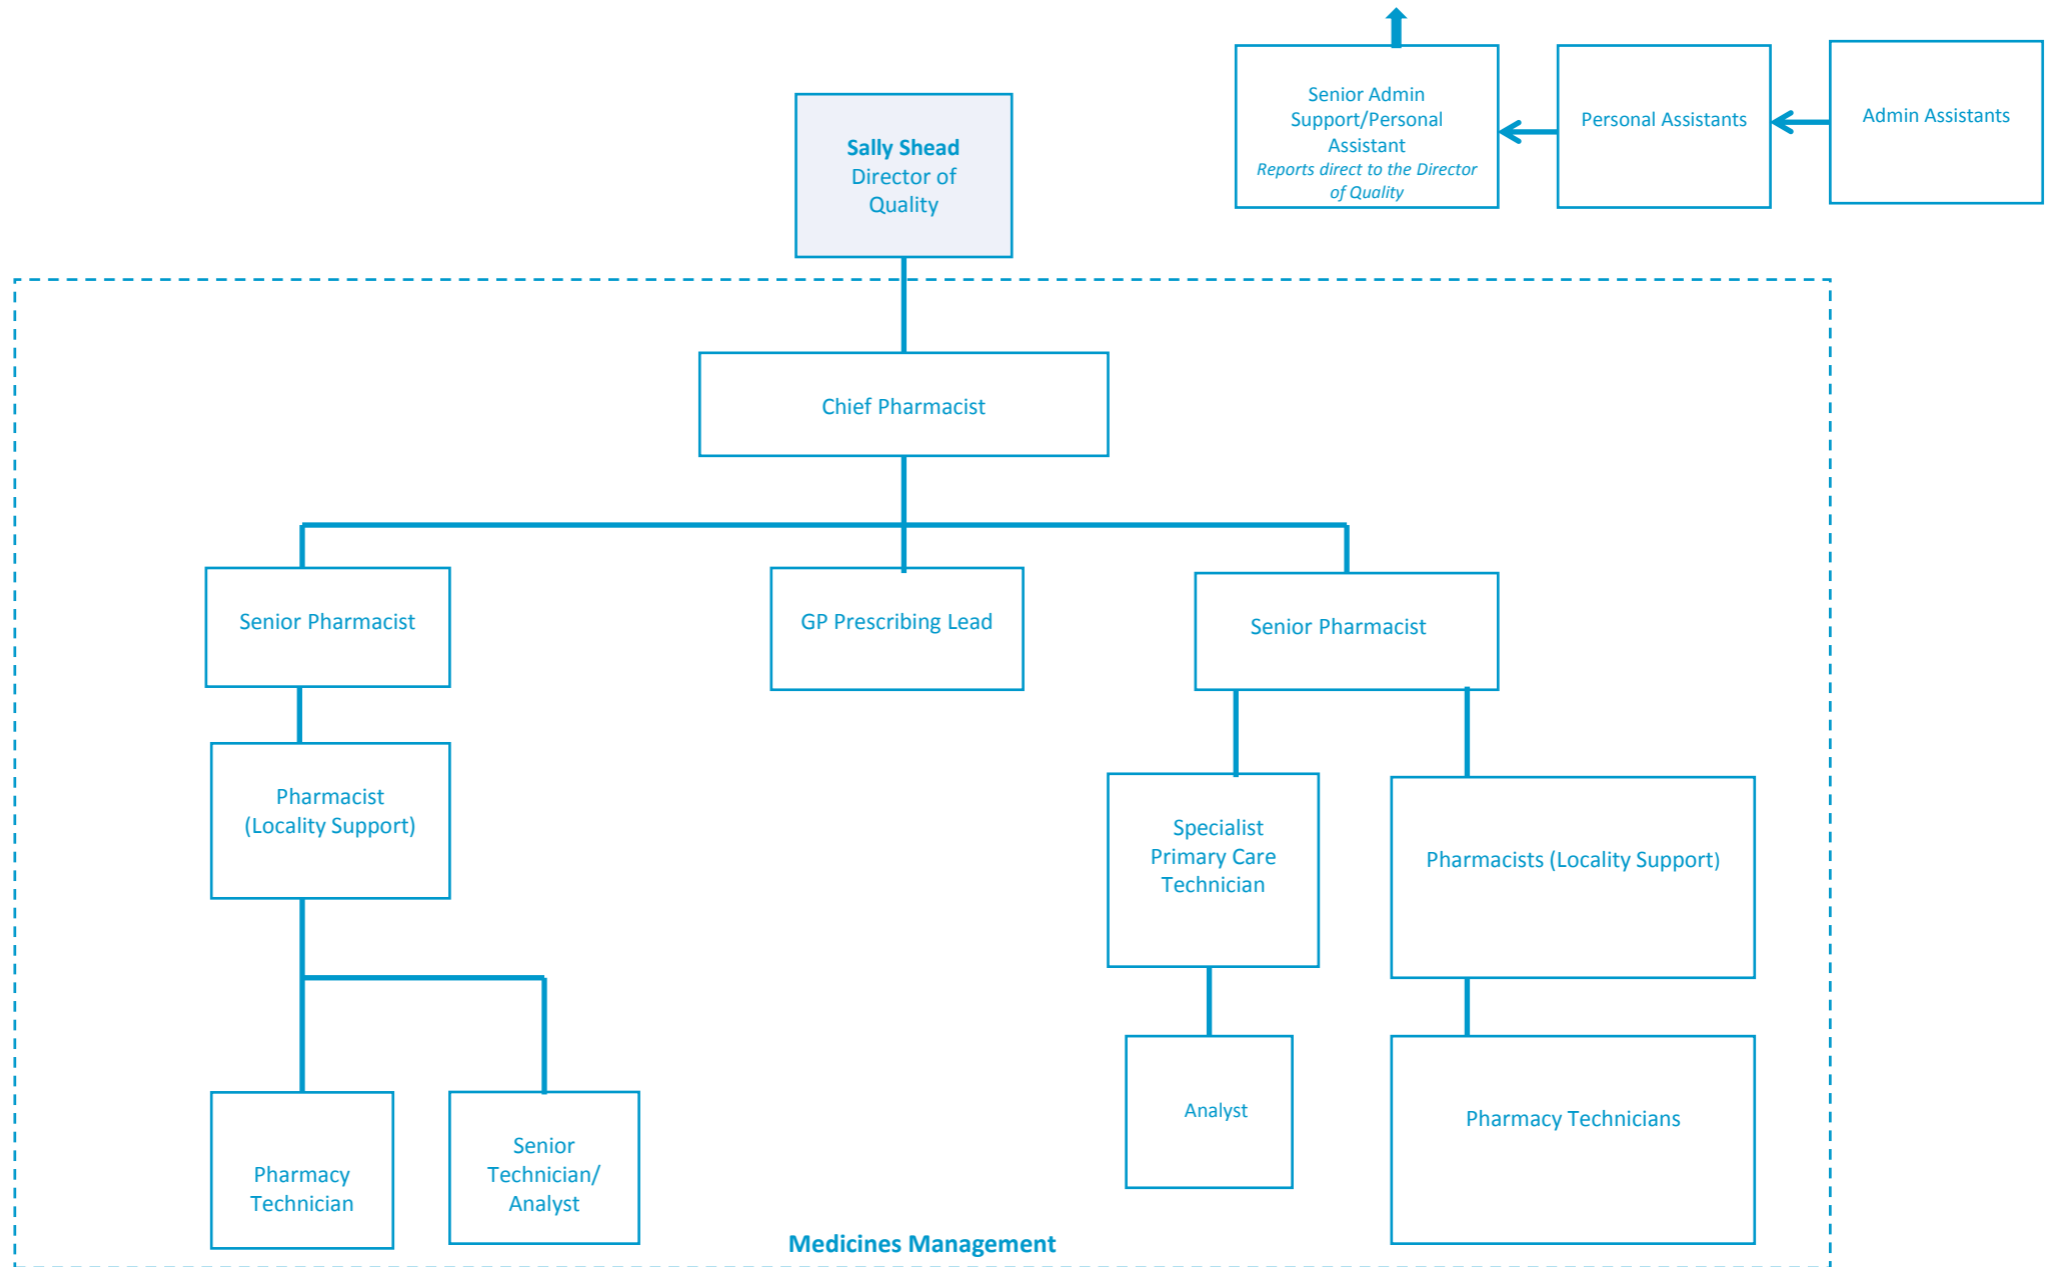 Senior Admin
Support/Personal
Assistant
Reports direct to the Director
of Quality
Personal Assistants
Admin Assistants
Sally Shead
Director of
Quality
Chief Pharmacist
Senior Pharmacist
GP Prescribing Lead
Senior Pharmacist
Pharmacist
(Locality Support)
Specialist
Primary Care
Technician
Pharmacists (Locality Support)
Pharmacy
Technician
Senior
Technician/
Analyst
Analyst
Pharmacy Technicians
Medicines Management